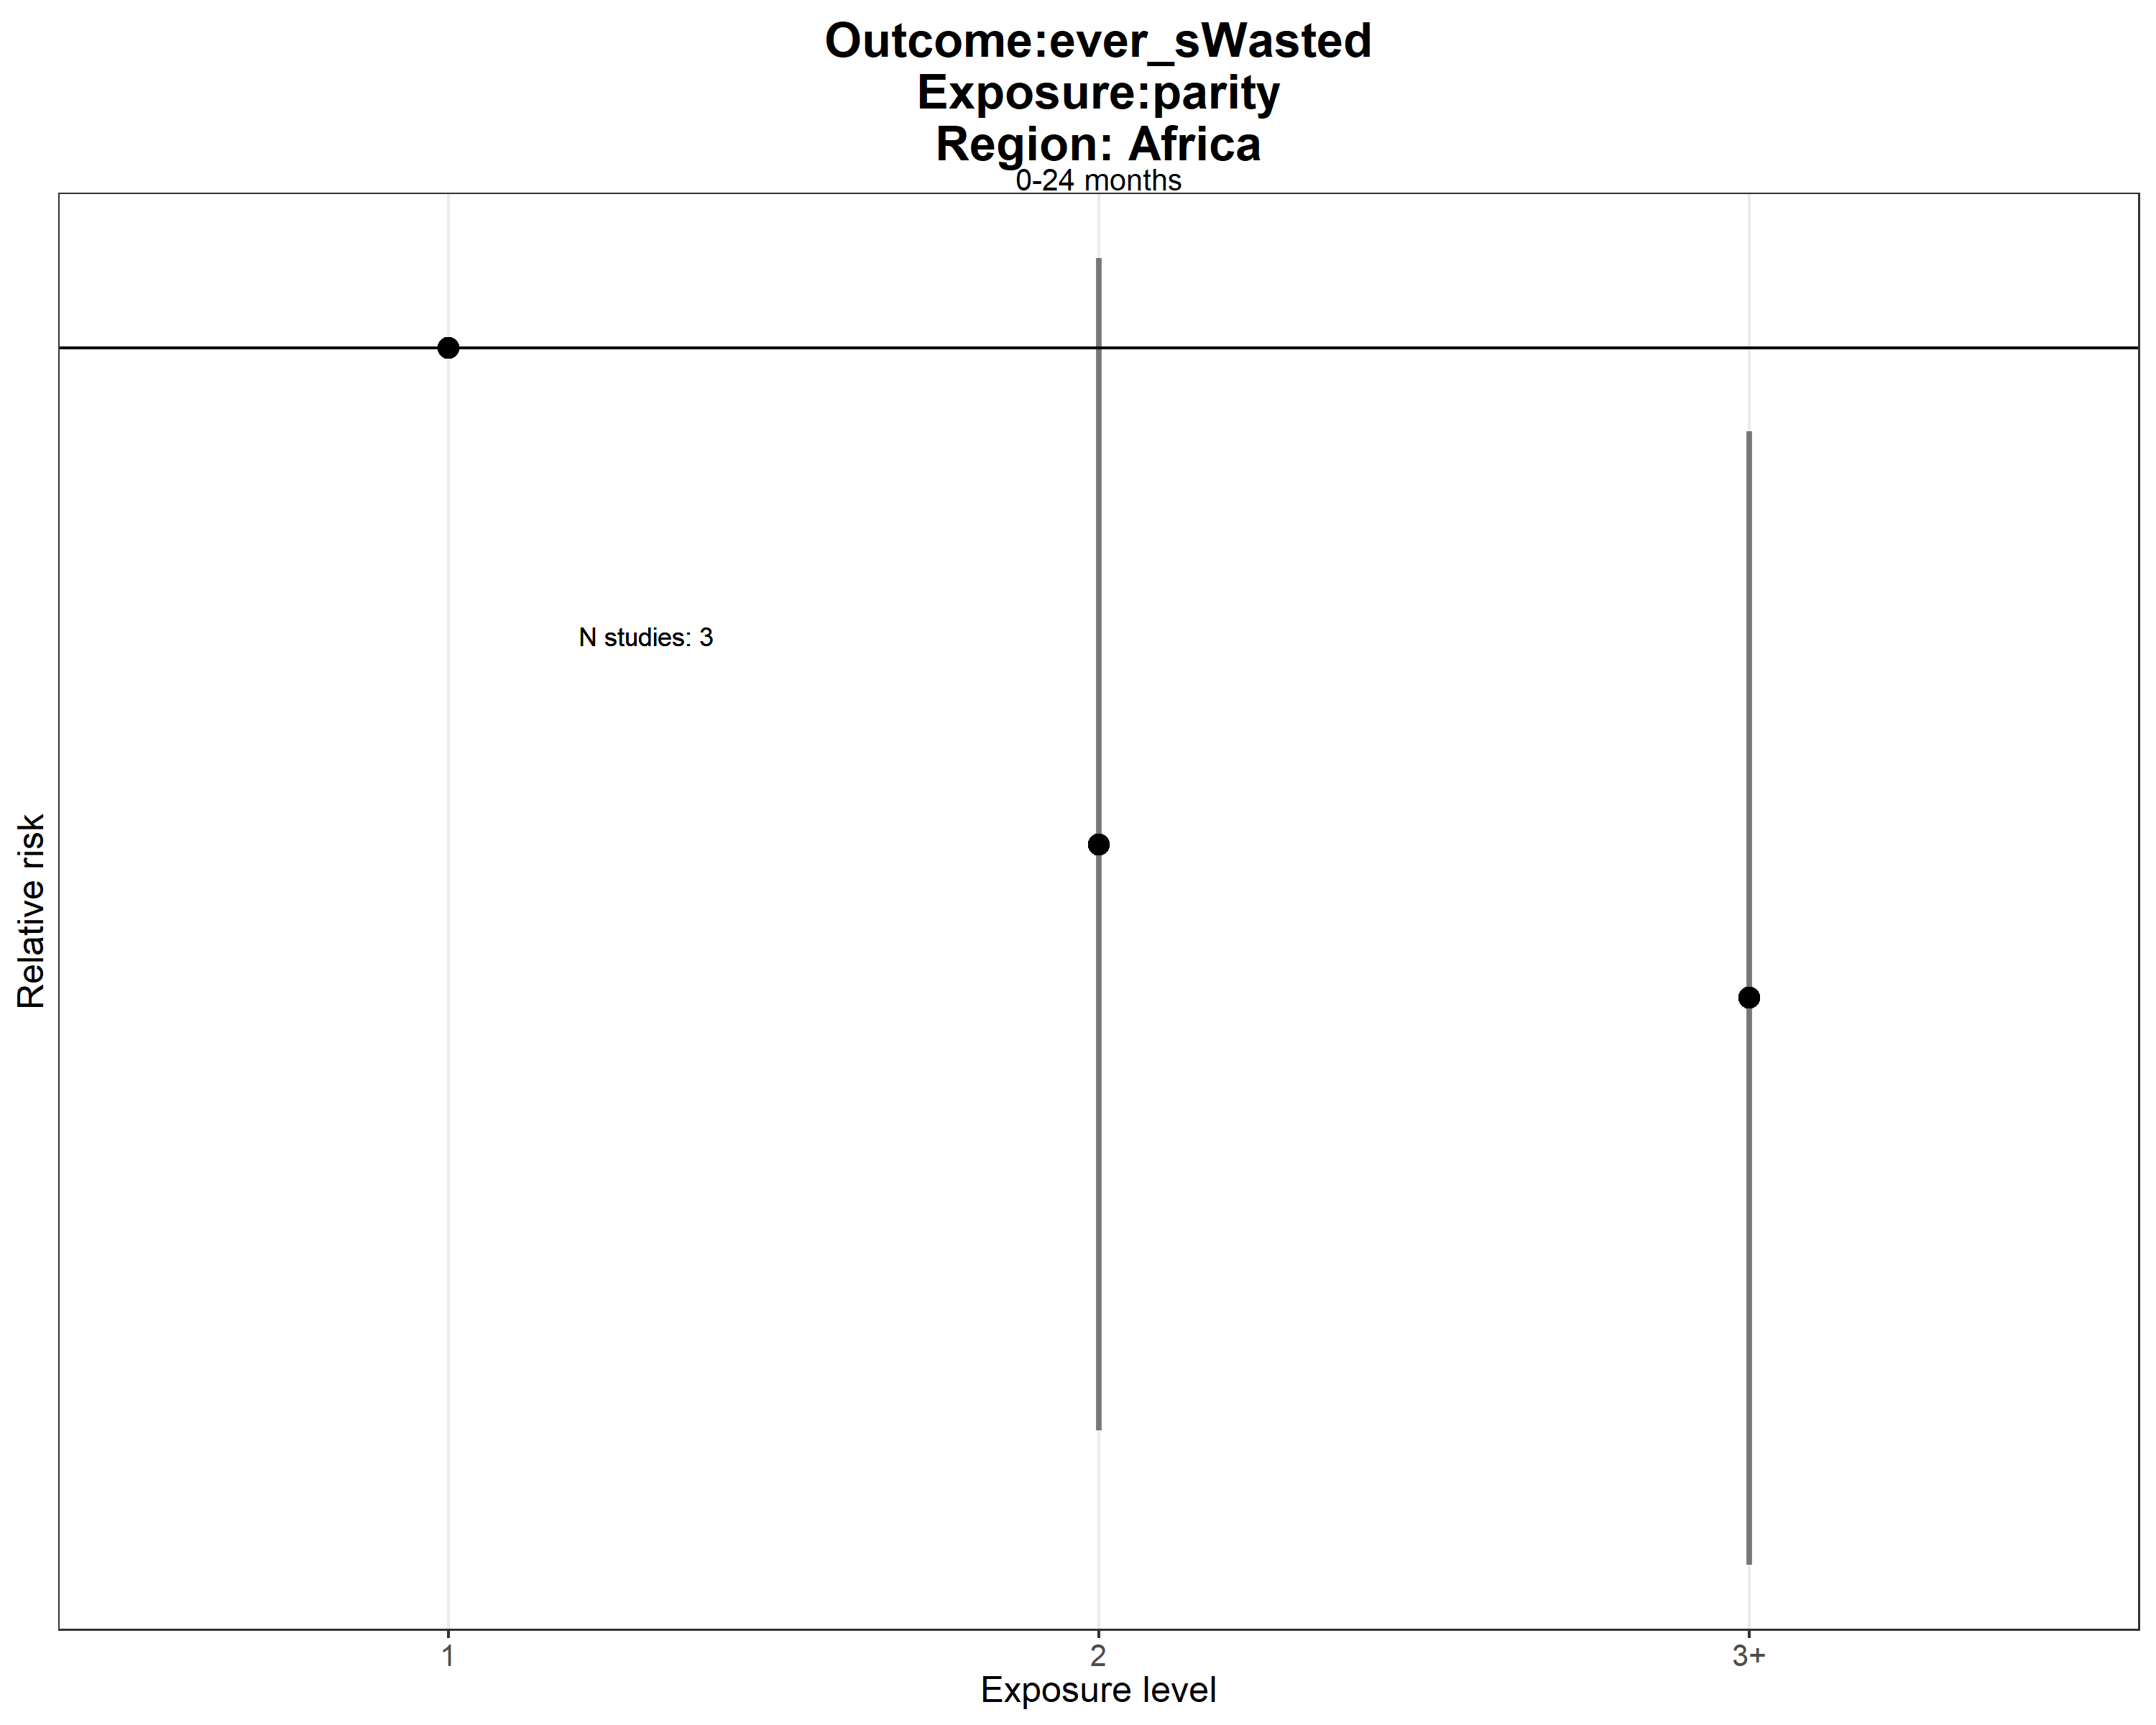 Outcome:ever_sWasted
Exposure:parity
Region: Africa
0-24 months
N studies: 3
Relative risk
1
2
3+
Exposure level